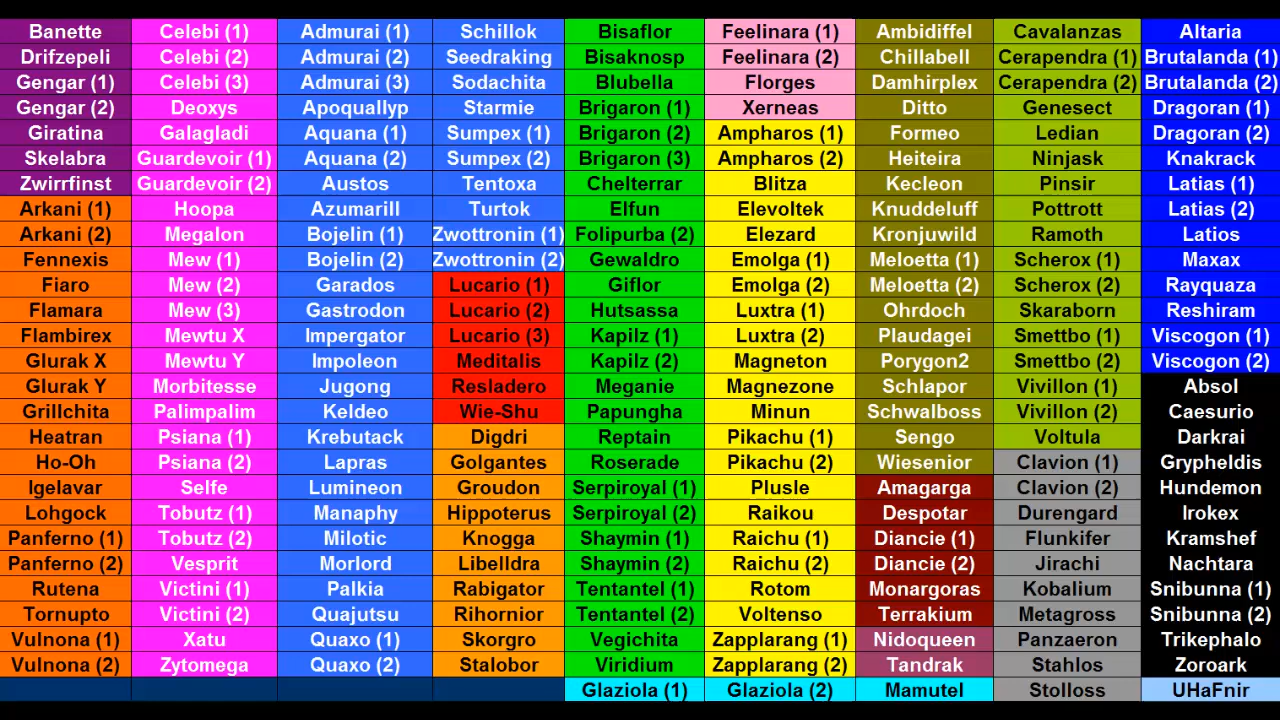 Banette Celebi (1) Admurai (1) Schillok Bisaflor Feelinara (1) Ambidiffel Cavalanzas Altaria
Drifzepeli Celebi (2) Admurai (2) Seedraking Bisaknosp Feelinara (2) Chillabell Cerapendra (1) Brutalanda (1)
Gengar (1) Celebi (3) Admurai (3) Sodachita Blubella Florges Damhirplex Cerapendra (2) Brutalanda (2)
Gengar (2) Deoxys Apoquallyp Starmie Brigaron (1) Xerneas Ditto Genesect Dragoran (1)
Giratina Galagladi Aquana (1) Sumpex (1) Brigaron (2) Ampharos (1) Formeo Ledian Dragoran (2)
Skelabra Guardevoir (1) Aquana (2) Sumpex (2) Brigaron (3) Ampharos (2) Heiteira Ninjask Knakrack
Zwirrfinst Guardevoir (2) Austos Tentoxa Chelterrar Blitza Kecleon Pinsir Latias (1)
Arkani (1) Hoopa Azumarill Turtok Elfun Elevoltek Knuddeluff Pottrott Latias (2)
Arkani (2) Megalon Bojelin (1) Zwottronin (1) Folipurba (2) Elezard Kronjuwild Ramoth Latios
Fennexis Mew (1) Bojelin (2) Zwottronin (2) Gewaldro Emolga (1) Meloetta (1) Scherox (1) Maxax
Fiaro Mew (2) Garados Lucario (1) Giflor Emolga (2) Meloetta (2) Scherox (2) Rayquaza
Flamara Mew (3) Gastrodon Lucario (2) Hutsassa Luxtra (1) Ohrdoch Skaraborn Reshiram
Flambirex Mewtu X Impergator Lucario (3) Kapilz (1) Luxtra (2) Plaudagei Smettbo (1) Viscogon (1)
Glurak X Mewtu Y Impoleon Meditalis Kapilz (2) Magneton Porygon2 Smettbo (2) Viscogon (2)
Glurak Y Morbitesse Jugong Resladero Meganie Magnezone Schlapor Vivillon (1) Absol
Grillchita Palimpalim Keldeo Wie-Shu Papungha Minun Schwalboss Vivillon (2) Caesurio
Heatran Psiana (1) Krebutack Digdri Reptain Pikachu (1) Sengo Voltula Darkrai
Ho-Oh Psiana (2) Lapras Golgantes Roserade Pikachu (2) Wiesenior Clavion (1) Grypheldis
Igelavar Selfe Lumineon Groudon Serpiroyal (1) Plusle Amagarga Clavion (2) Hundemon
Lohgock Tobutz (1) Manaphy Hippoterus Serpiroyal (2) Raikou Despotar Durengard Irokex
Panferno (1) Tobutz (2) Milotic Knogga Shaymin (1) Raichu (1) Diancie (1) Flunkifer Kramshef
Panferno (2) Vesprit Morlord Libelldra Shaymin (2) Raichu (2) Diancie (2) Jirachi Nachtara
Rutena Victini (1) Palkia Rabigator Tentantel (1) Rotom Monargoras Kobalium Snibunna (1)
Tornupto Victini (2) Quajutsu Rihornior Tentantel (2) Voltenso Terrakium Metagross Snibunna (2)
Vulnona (1) Xatu Quaxo (1) Skorgro Vegichita Zapplarang (1) Nidoqueen Panzaeron Trikephalo
Vulnona (2) Zytomega Quaxo (2) Stalobor Viridium Zapplarang (2) Tandrak Stahlos Zoroark
Glaziola (1) Glaziola (2) Mamutel Stolloss UHaFnir